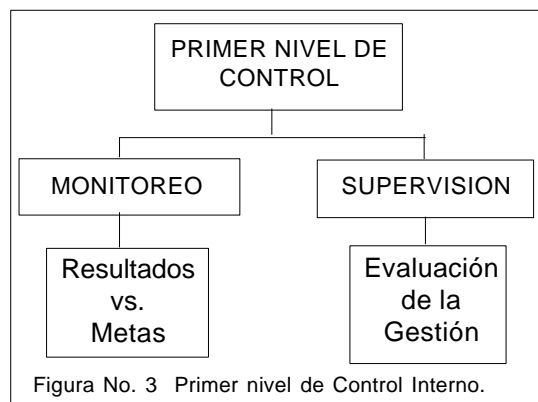 PRIMER NIVEL DE
CONTROL
MONITOREO
SUPERVISION
Resultados
vs.
Metas
Evaluación
de la
Gestión
Figura No. 3 Primer nivel de Control Interno.